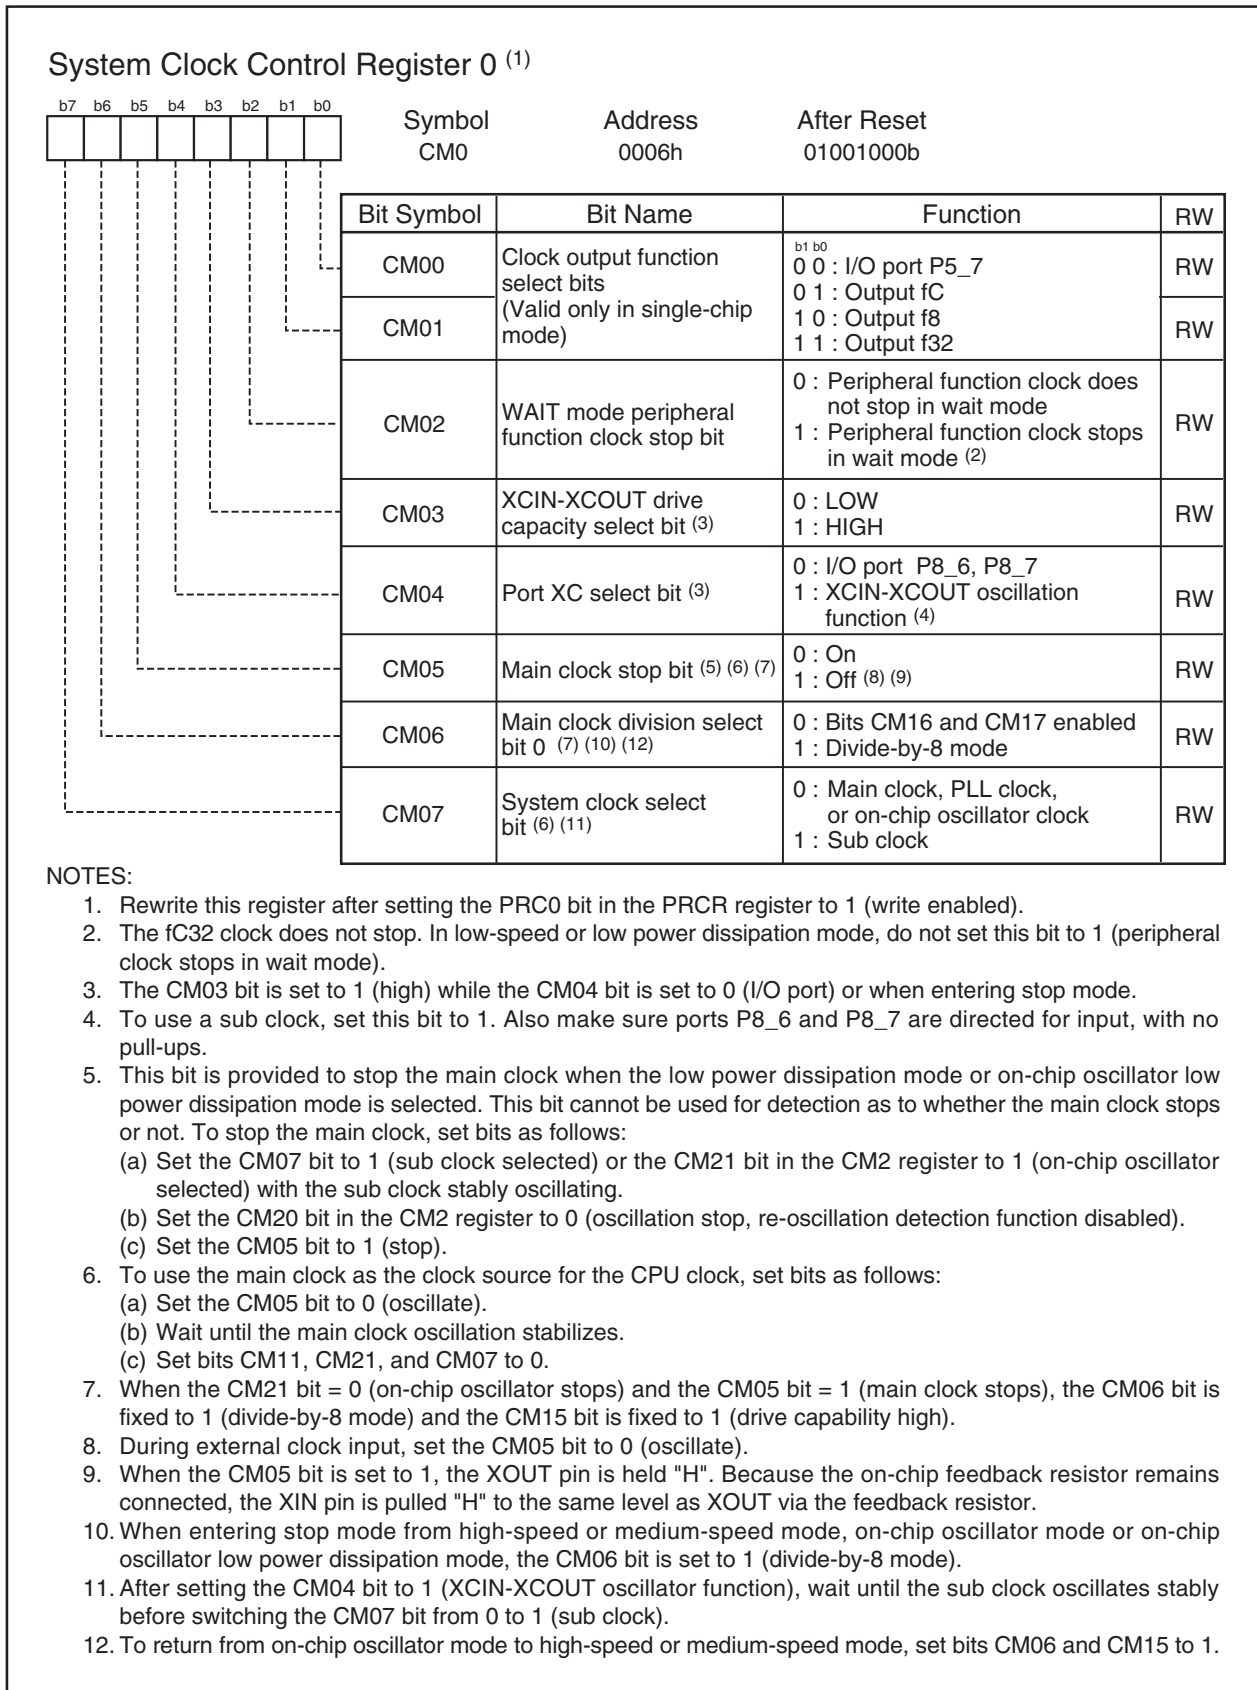 System Clock Control Register 0 (1)
b7 b6 b5 b4 b3 b2 b1 b0
Symbol Address After Reset
CM0 0006h 01001000b
Bit Symbol Bit Name Function RW
CM00
Clock output function
select bits
(Valid only in single-chip
mode)
b1 b0
0 0 : I/O port P5_7
0 1 : Output fC
1 0 : Output f8
1 1 : Output f32
RW
CM01
RW
CM02
WAIT mode peripheral
function clock stop bit
0 : Peripheral function clock does
not stop in wait mode
1 : Peripheral function clock stops
in wait mode (2)
RW
CM03
XCIN-XCOUT drive
capacity select bit (3)
0 : LOW
1 : HIGH
RW
CM04
Port XC select bit (3)
0 : I/O port P8_6, P8_7
1 : XCIN-XCOUT oscillation
function (4)
RW
CM05
Main clock stop bit (5) (6) (7)
0 : On
1 : Off (8) (9)
RW
CM06
Main clock division select
bit 0 (7) (10) (12)
0 : Bits CM16 and CM17 enabled
1 : Divide-by-8 mode
RW
CM07
System clock select
bit (6) (11)
0 : Main clock, PLL clock,
or on-chip oscillator clock
1 : Sub clock
RW
NOTES:
1. Rewrite this register after setting the PRC0 bit in the PRCR register to 1 (write enabled).
2. The fC32 clock does not stop. In low-speed or low power dissipation mode, do not set this bit to 1 (peripheral
clock stops in wait mode).
3. The CM03 bit is set to 1 (high) while the CM04 bit is set to 0 (I/O port) or when entering stop mode.
4. To use a sub clock, set this bit to 1. Also make sure ports P8_6 and P8_7 are directed for input, with no
pull-ups.
5. This bit is provided to stop the main clock when the low power dissipation mode or on-chip oscillator low
power dissipation mode is selected. This bit cannot be used for detection as to whether the main clock stops
or not. To stop the main clock, set bits as follows:
(a) Set the CM07 bit to 1 (sub clock selected) or the CM21 bit in the CM2 register to 1 (on-chip oscillator
selected) with the sub clock stably oscillating.
(b) Set the CM20 bit in the CM2 register to 0 (oscillation stop, re-oscillation detection function disabled).
(c) Set the CM05 bit to 1 (stop).
6. To use the main clock as the clock source for the CPU clock, set bits as follows:
(a) Set the CM05 bit to 0 (oscillate).
(b) Wait until the main clock oscillation stabilizes.
(c) Set bits CM11, CM21, and CM07 to 0.
7. When the CM21 bit = 0 (on-chip oscillator stops) and the CM05 bit = 1 (main clock stops), the CM06 bit is
fixed to 1 (divide-by-8 mode) and the CM15 bit is fixed to 1 (drive capability high).
8. During external clock input, set the CM05 bit to 0 (oscillate).
9. When the CM05 bit is set to 1, the XOUT pin is held "H". Because the on-chip feedback resistor remains
connected, the XIN pin is pulled "H" to the same level as XOUT via the feedback resistor.
10. When entering stop mode from high-speed or medium-speed mode, on-chip oscillator mode or on-chip
oscillator low power dissipation mode, the CM06 bit is set to 1 (divide-by-8 mode).
11. After setting the CM04 bit to 1 (XCIN-XCOUT oscillator function), wait until the sub clock oscillates stably
before switching the CM07 bit from 0 to 1 (sub clock).
12. To return from on-chip oscillator mode to high-speed or medium-speed mode, set bits CM06 and CM15 to 1.